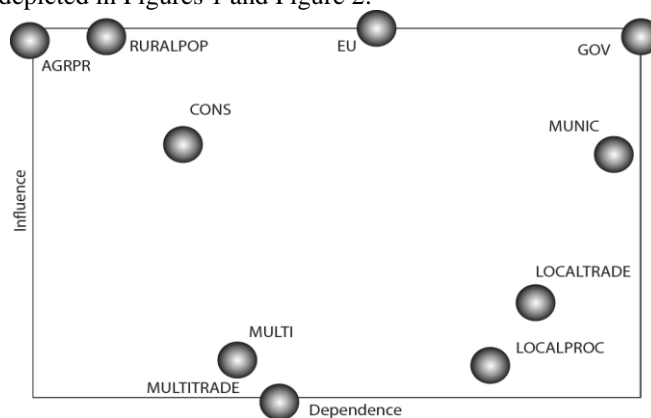 depicted in Figures 1 and Figure 2.
RURALPOP
EU
GOV
AGRPR
CONS
MUNIC
Influence
LOCALTRADE
MULTI
LOCALPROC
MULTITRADE
Dependence